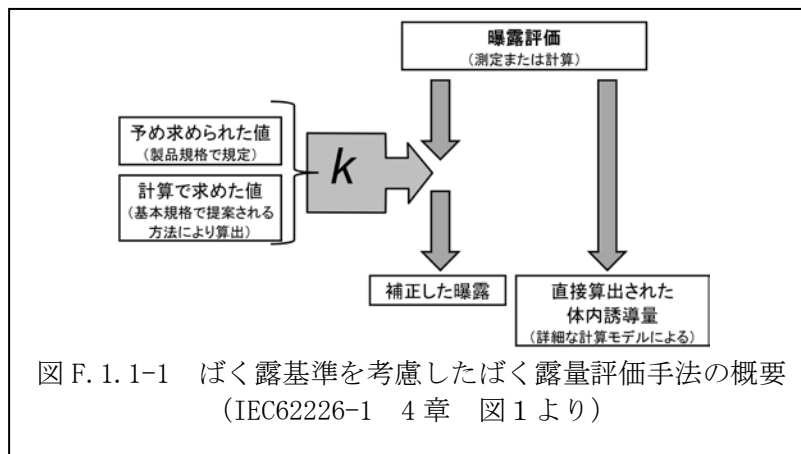 曝露評価
(測定または計算)
予め求められた値
(製品規格で規定)
計算で求めた値
(基本規格で提案される
方法により算出)
k
補正した曝露
直接算出された
体内誘導量
(詳細な計算モデルによる)
図 F.1.1-1　ばく露基準を考慮したばく露量評価手法の概要
（IEC62226-1　4 章　図１より）